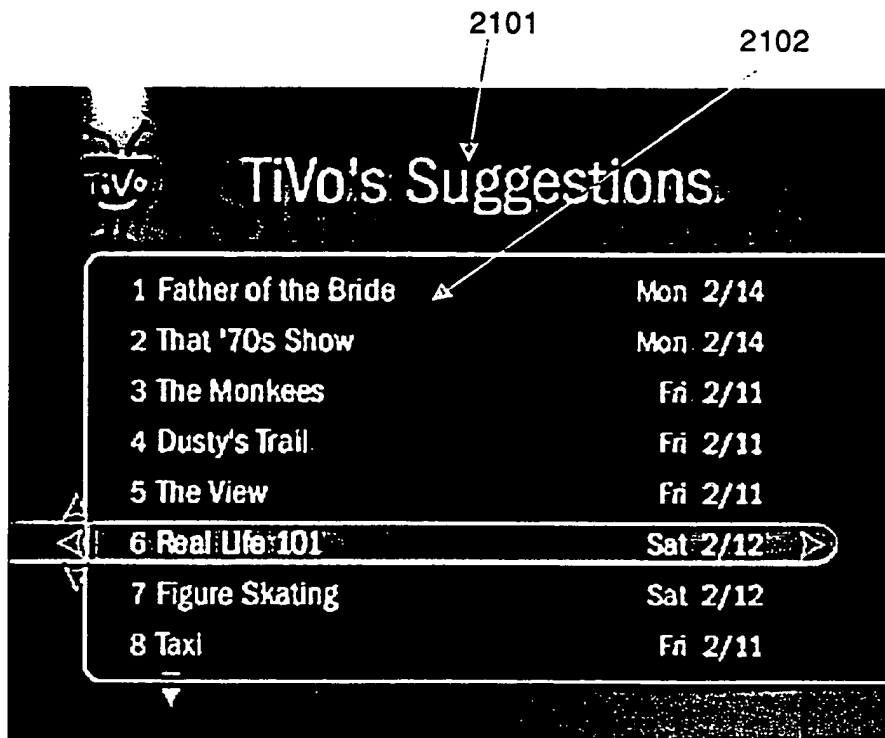 2101
2102
TiVo
TiVo's Suggestions
1 Father of the Bride Mon 2/14
2 That '70s Show Mon 2/14
3 The Monkees Fri 2/11
4 Dusty's Trail Fri 2/11
5 The View Fri 2/11
6 Real Life 101 Sat 2/12
7 Figure Skating Sat 2/12
8 Taxi Fri 2/11